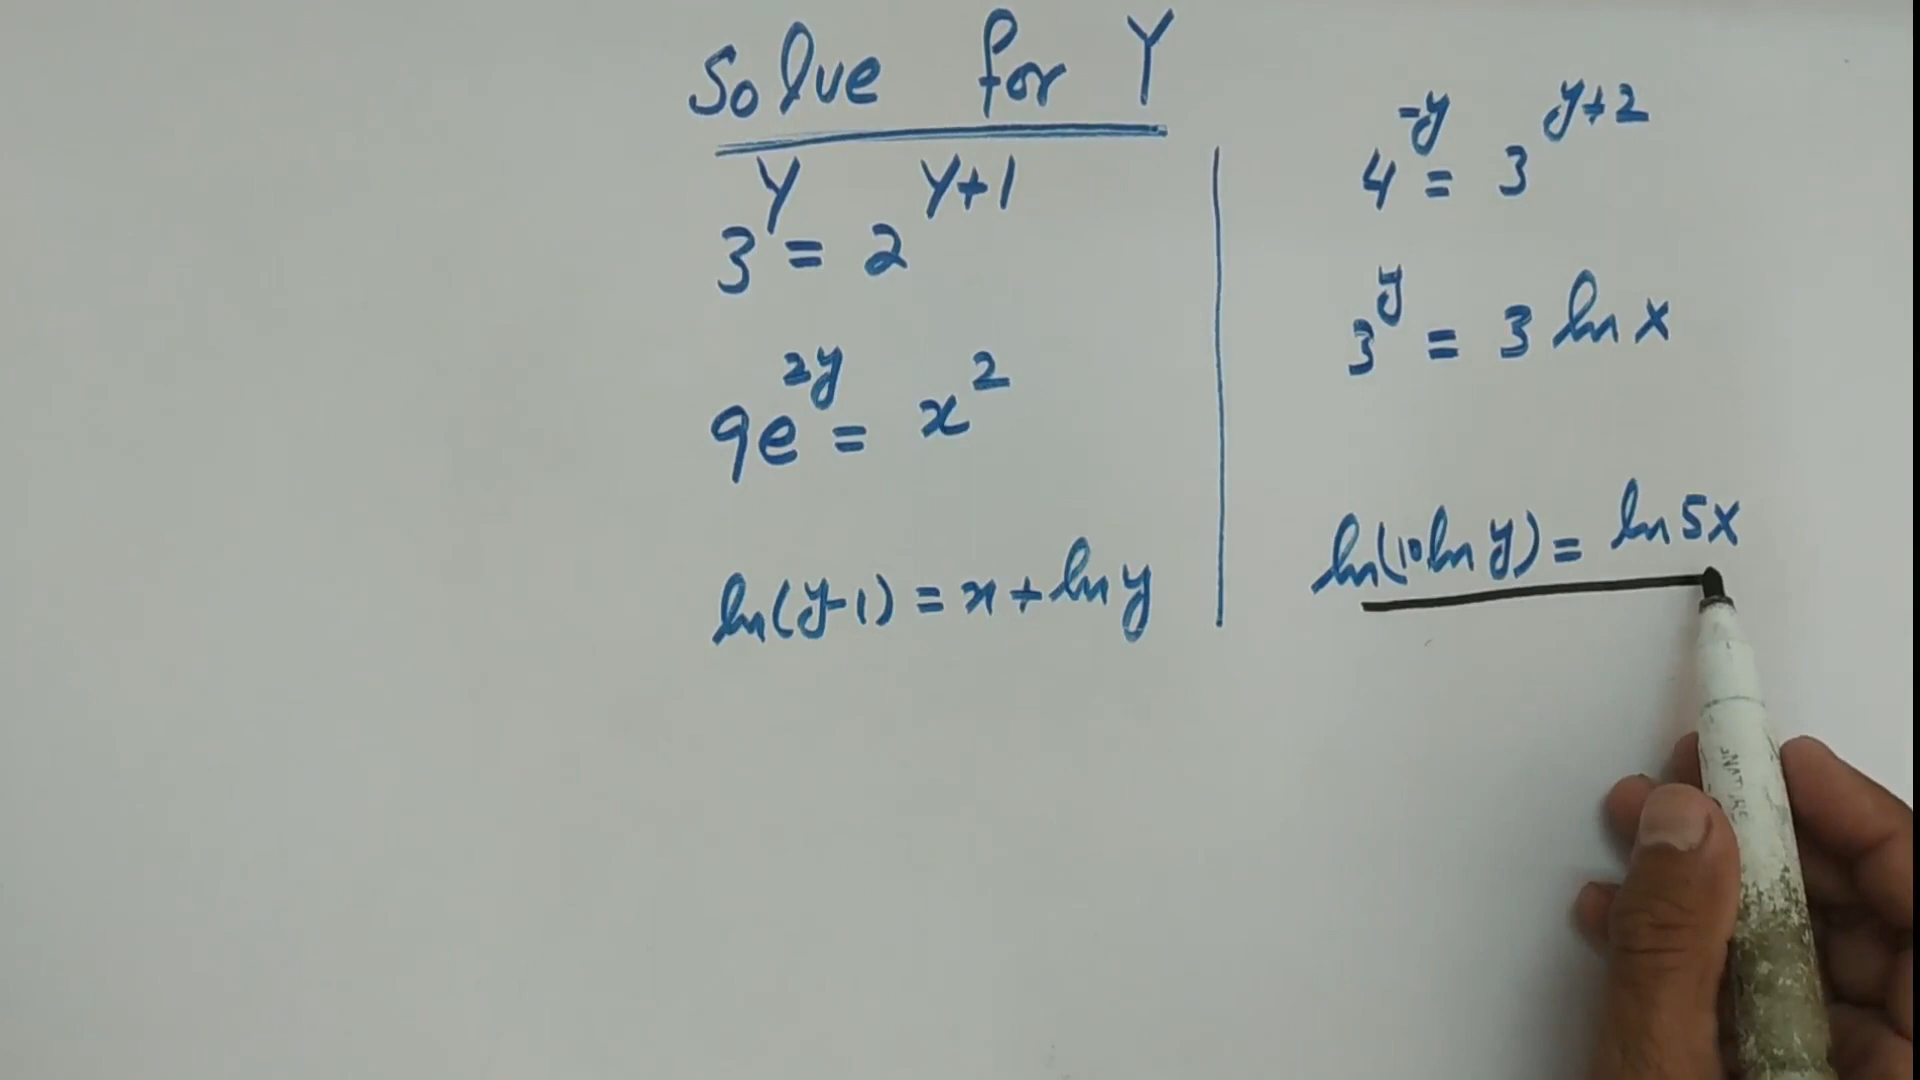 Solve for Y
3^Y = 2^Y+1
9e^2y = x^2
ln(y-1) = x + ln y
4^-y = 3^y+2
3^y = 3 ln x
ln(10 ln y) = ln 5x